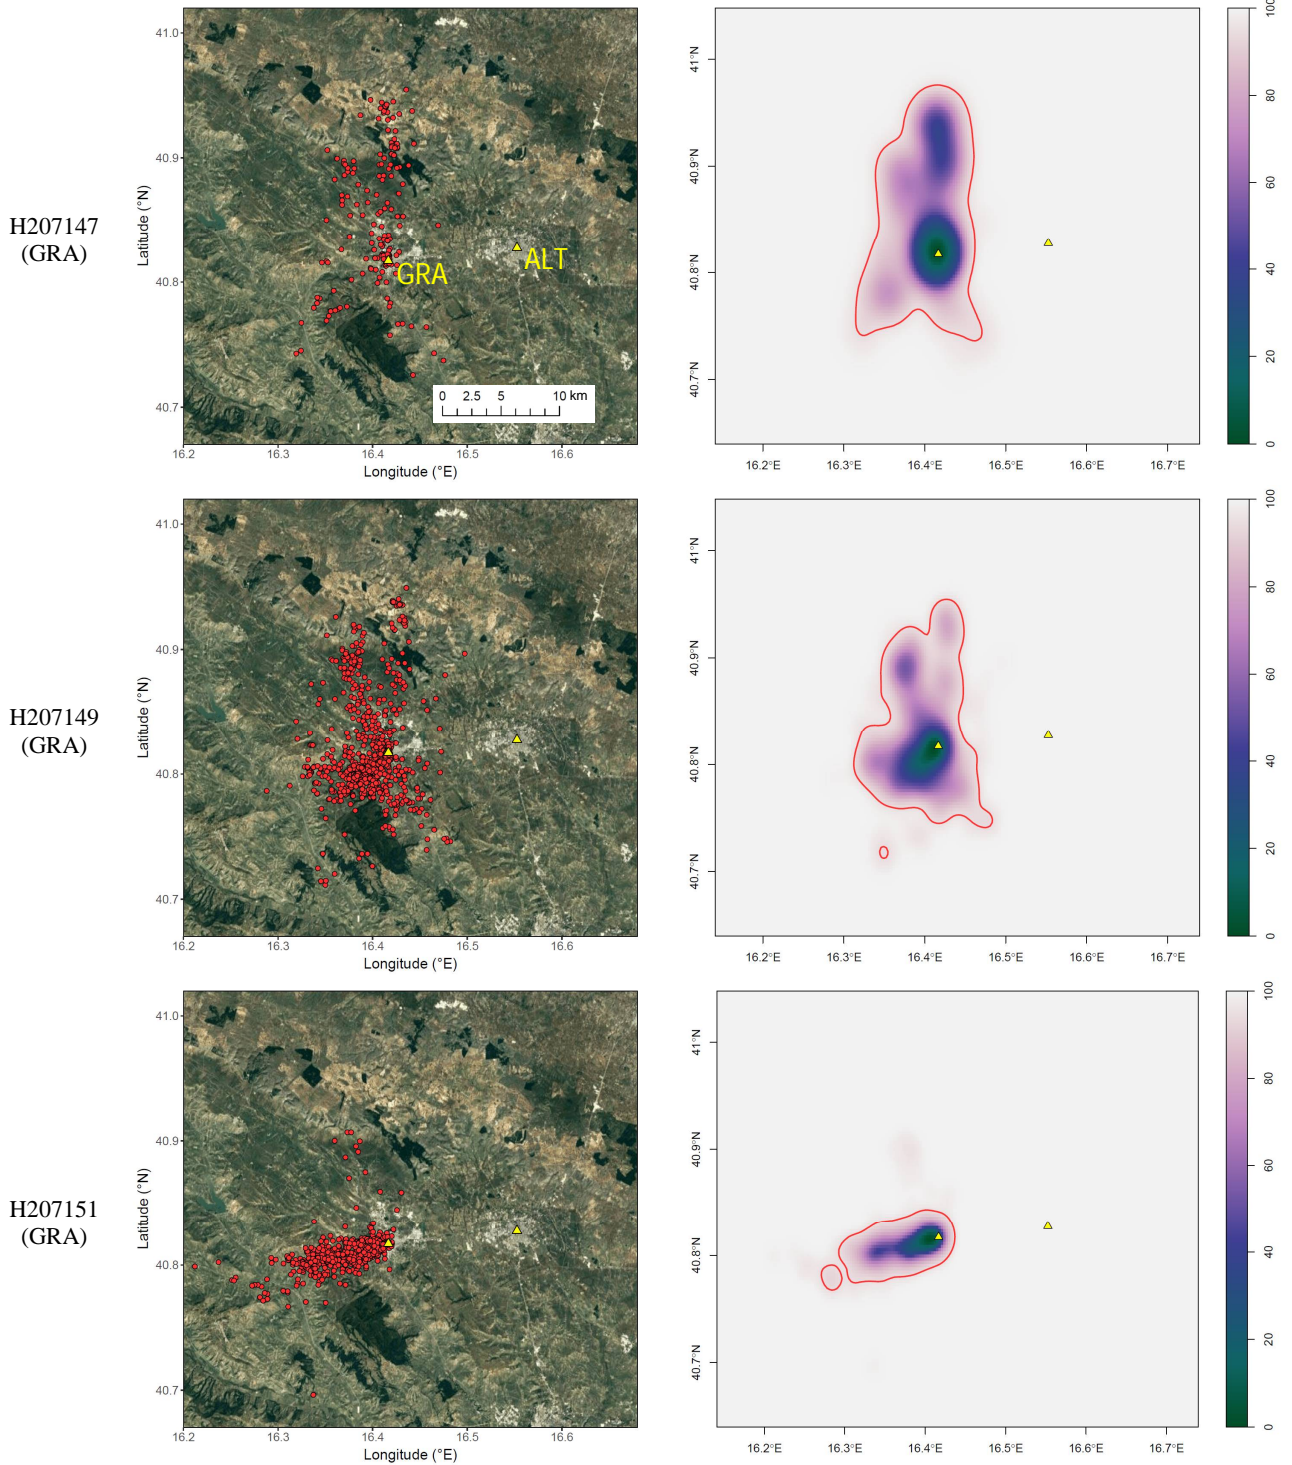 H207147
(GRA)
Latitude (°N)
41.0
40.9
40.8
40.7
GRA
ALT
0 2.5 5 10 km
16.2 16.3 16.4 16.5 16.6
Longitude (°E)
41°N
40.9°N
40.8°N
40.7°N
16.2°E 16.3°E 16.4°E 16.5°E 16.6°E 16.7°E
100
80
60
40
20
0
H207149
(GRA)
Latitude (°N)
41.0
40.9
40.8
40.7
16.2 16.3 16.4 16.5 16.6
Longitude (°E)
41°N
40.9°N
40.8°N
40.7°N
16.2°E 16.3°E 16.4°E 16.5°E 16.6°E 16.7°E
100
80
60
40
20
0
H207151
(GRA)
Latitude (°N)
41.0
40.9
40.8
40.7
16.2 16.3 16.4 16.5 16.6
Longitude (°E)
41°N
40.9°N
40.8°N
40.7°N
16.2°E 16.3°E 16.4°E 16.5°E 16.6°E 16.7°E
100
80
60
40
20
0